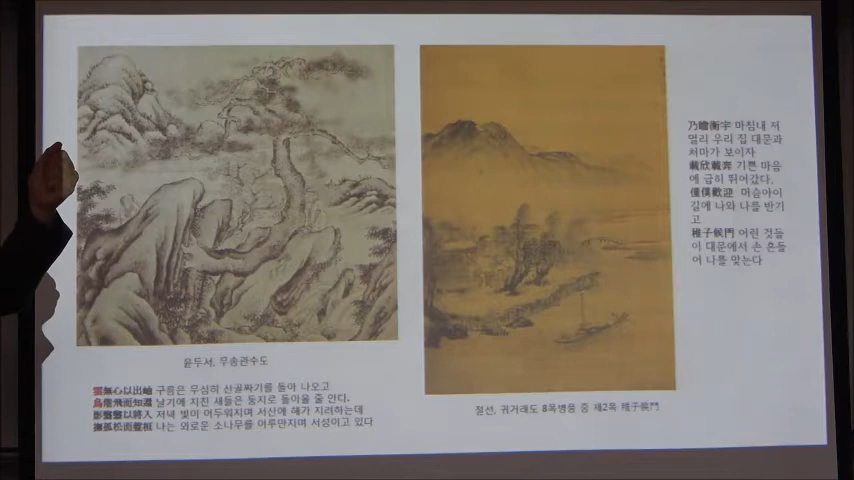 윤두서, 무송관수도
雲無心以出岫 구름은 무심히 산골짜기를 돌아 나오고
鳥倦飛而知還 날기에 지친 새들은 둥지로 돌아올 줄 안다.
影翳翳以將入 저녁 빛이 어두워지며 서산에 해가 지려하는데
撫孤松而盤桓 나는 외로운 소나무를 어루만지며 서성이고 있다
乃瞻衡宇 마침내 저
멀리 우리 집 대문과
처마가 보이자
載欣載奔 기쁜 마음
에 급히 뛰어갔다.
僮僕歡迎 머슴아이
길에 나와 나를 반기
고
稚子候門 어린 것들
이 대문에서 손 흔들
어 나를 맞는다
정선, 귀거래도 8폭병풍 중 제2폭 稚子候門